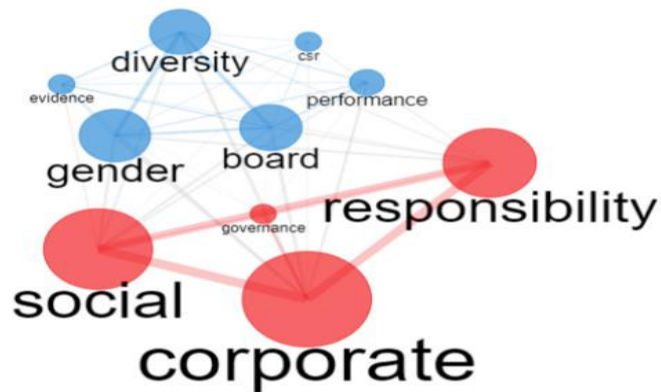 diversity
csr
evidence
performance
gender
board
responsibility
governance
social
corporate